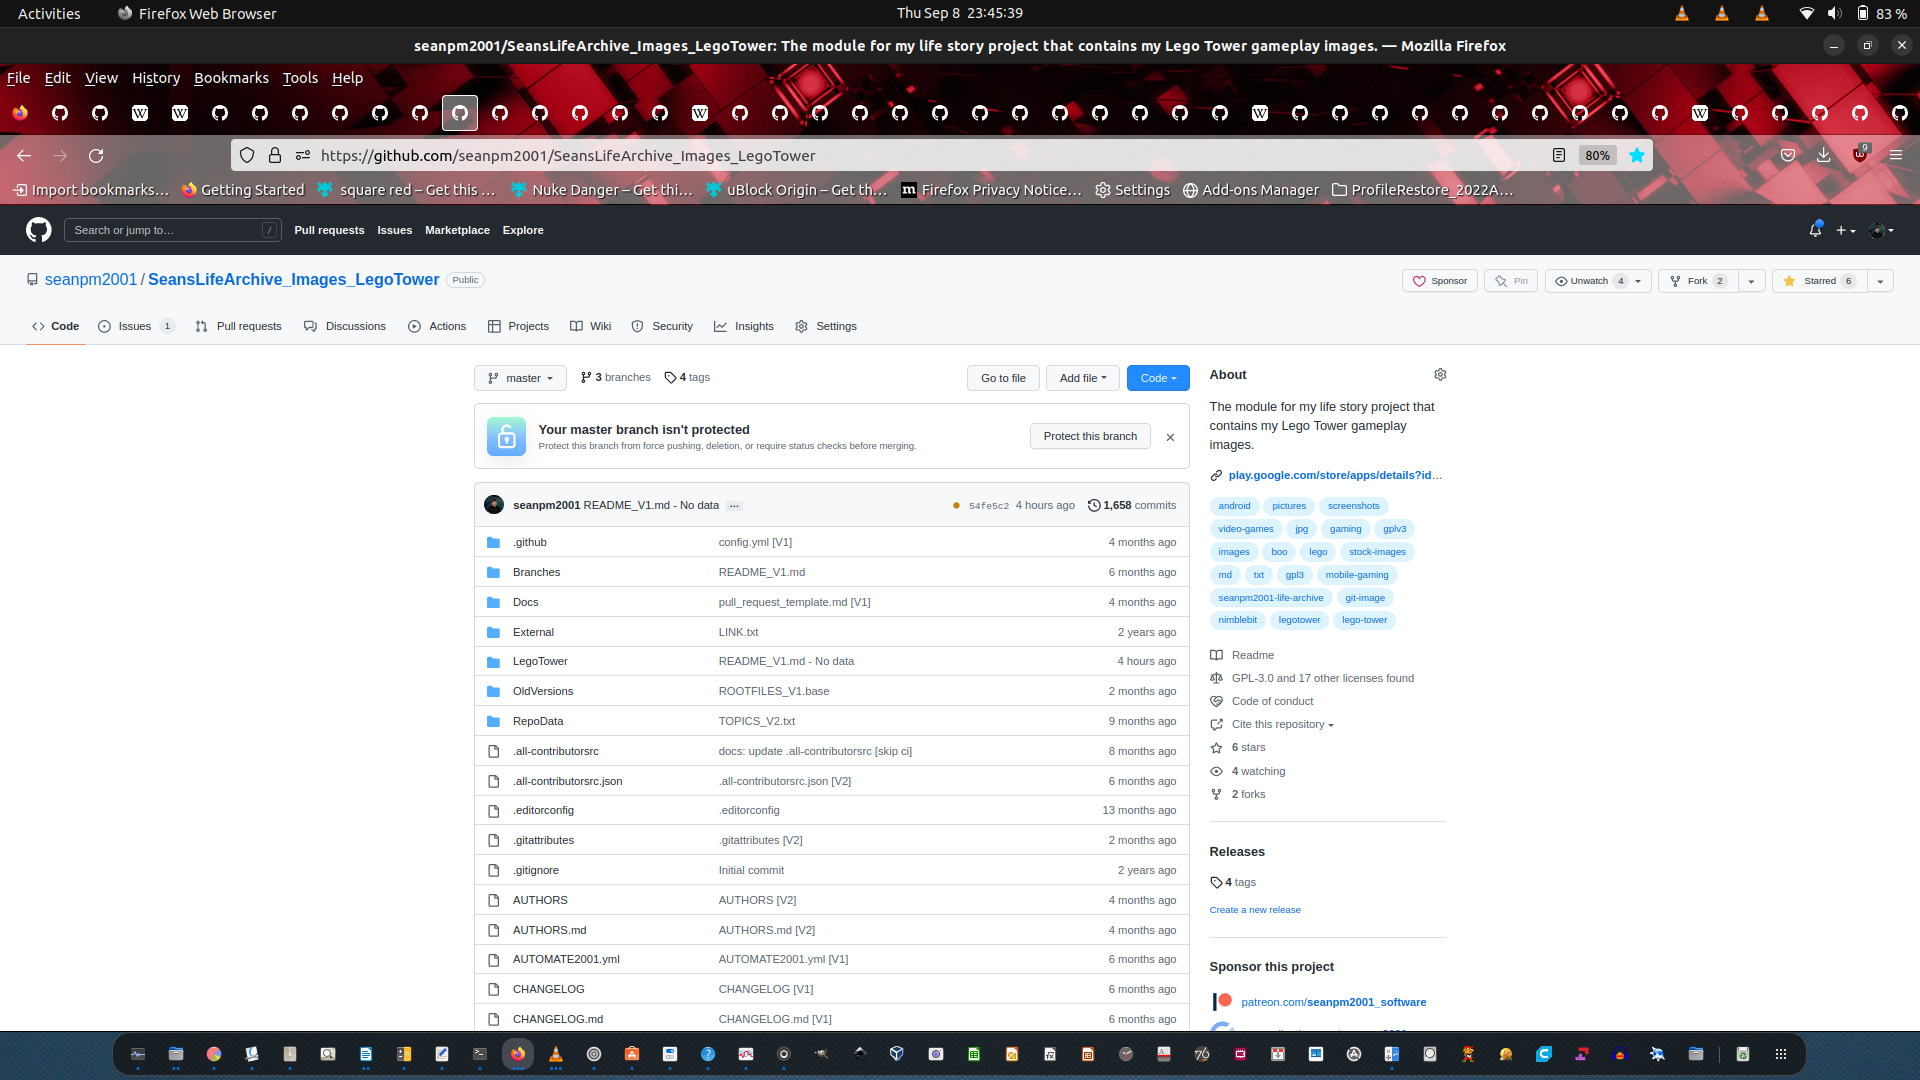 Activities
Firefox Web Browser
Thu Sep 8 23:45:39
83 %
seanpm2001/SeansLifeArchive_Images_LegoTower: The module for my life story project that contains my Lego Tower gameplay images. — Mozilla Firefox
File Edit View History Bookmarks Tools Help
https://github.com/seanpm2001/SeansLifeArchive_Images_LegoTower
80%
9
Import bookmarks… Getting Started square red – Get this … Nuke Danger – Get thi… uBlock Origin – Get th… Firefox Privacy Notice… Settings Add-ons Manager ProfileRestore_2022A…
Search or jump to… /
Pull requests Issues Marketplace Explore
seanpm2001 / SeansLifeArchive_Images_LegoTower Public
Sponsor Pin Unwatch 4 Fork 2 Starred 6
Code Issues 1 Pull requests Discussions Actions Projects Wiki Security Insights Settings
master 3 branches 4 tags Go to file Add file Code
Your master branch isn't protected
Protect this branch from force pushing, deletion, or require status checks before merging.
Protect this branch
seanpm2001 README_V1.md - No data … 54fe5c2 4 hours ago 1,658 commits
.github config.yml [V1] 4 months ago
Branches README_V1.md 6 months ago
Docs pull_request_template.md [V1] 4 months ago
External LINK.txt 2 years ago
LegoTower README_V1.md - No data 4 hours ago
OldVersions ROOTFILES_V1.base 2 months ago
RepoData TOPICS_V2.txt 9 months ago
.all-contributorsrc docs: update .all-contributorsrc [skip ci] 8 months ago
.all-contributorsrc.json .all-contributorsrc.json [V2] 6 months ago
.editorconfig .editorconfig 13 months ago
.gitattributes .gitattributes [V2] 2 months ago
.gitignore Initial commit 2 years ago
AUTHORS AUTHORS [V2] 4 months ago
AUTHORS.md AUTHORS.md [V2] 4 months ago
AUTOMATE2001.yml AUTOMATE2001.yml [V1] 6 months ago
CHANGELOG CHANGELOG [V1] 6 months ago
CHANGELOG.md CHANGELOG.md [V1] 6 months ago
About
The module for my life story project that
contains my Lego Tower gameplay
images.
play.google.com/store/apps/details?id…
android pictures screenshots
video-games jpg gaming gplv3
images boo lego stock-images
md txt gpl3 mobile-gaming
seanpm2001-life-archive git-image
nimblebit legotower lego-tower
Readme
GPL-3.0 and 17 other licenses found
Code of conduct
Cite this repository
6 stars
4 watching
2 forks
Releases
4 tags
Create a new release
Sponsor this project
patreon.com/seanpm2001_software